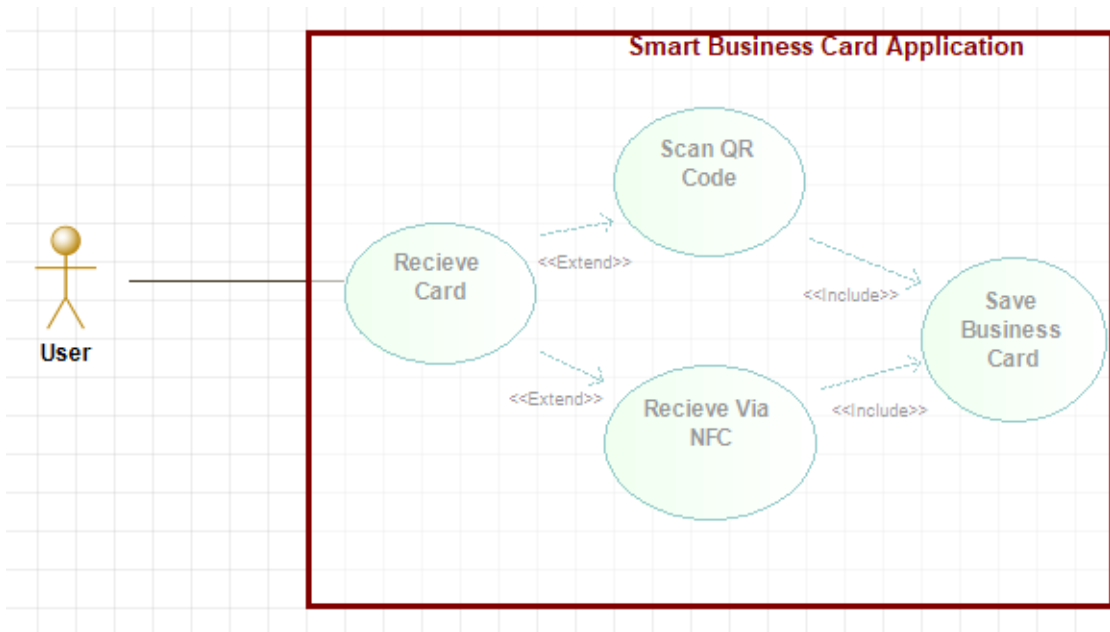 Smart Business Card Application
Scan QR
Code
Recieve
Card
<<Extend>>
<<Include>>
Save
Business
Card
User
<<Extend>>
Recieve Via
NFC
<<Include>>